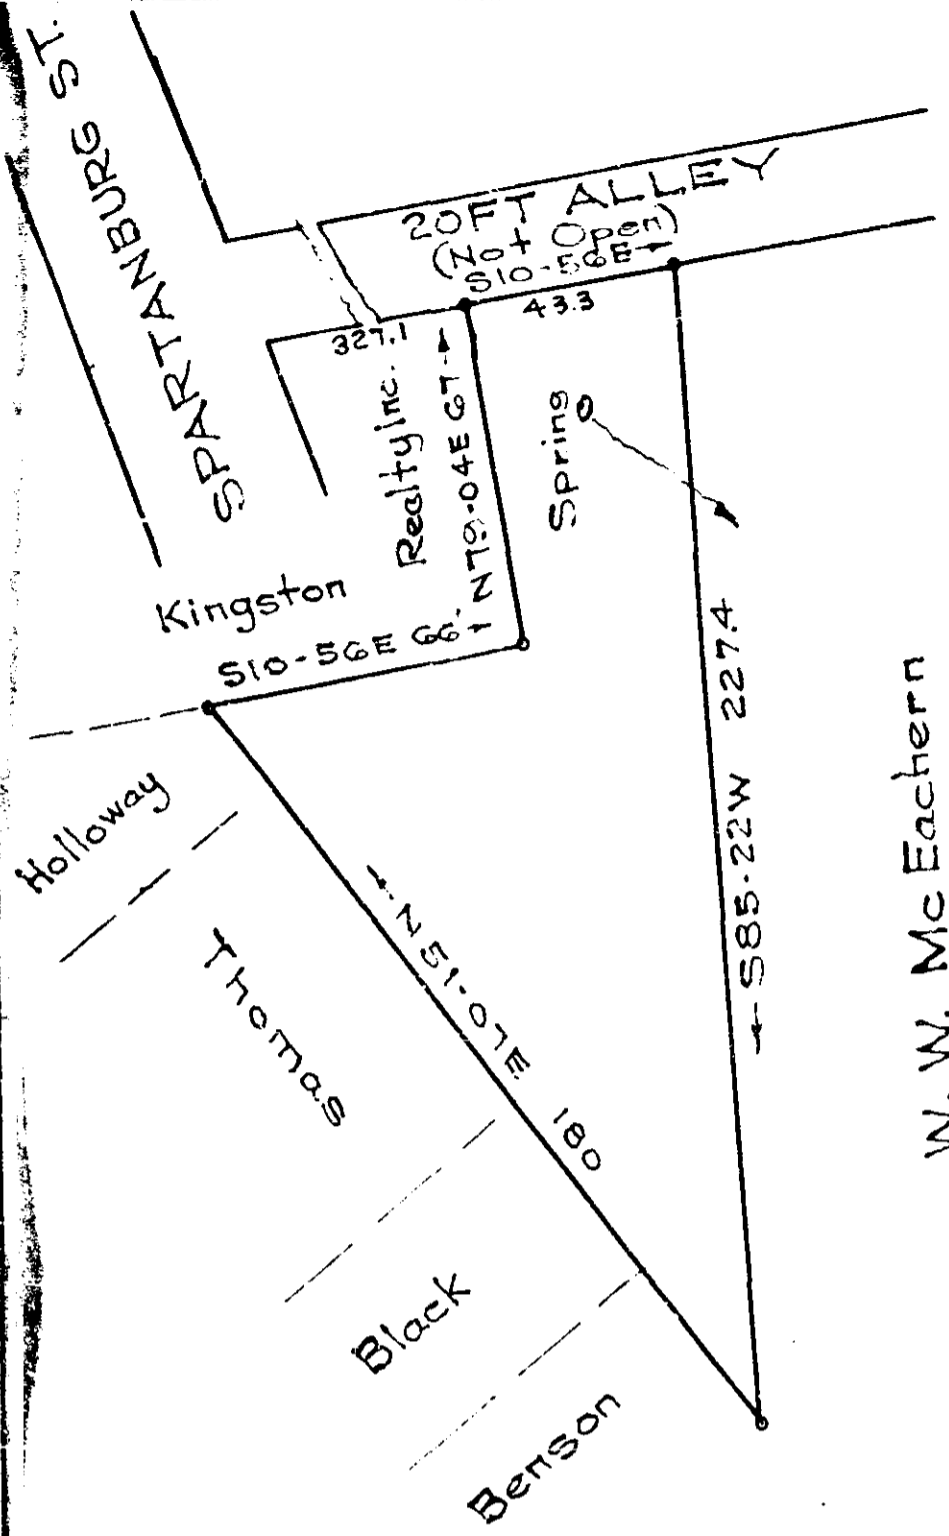 SPARTANBURG ST.
20FT ALLEY
(Not Open)
S10-56E
43.3
327.1
Kingston
Realty Inc.
N79-04E 67
S10-56E 66
Spring
Holloway
Thomas
N51-07E 180
Black
Benson
S85-22W 227.4
W. W. McEachern